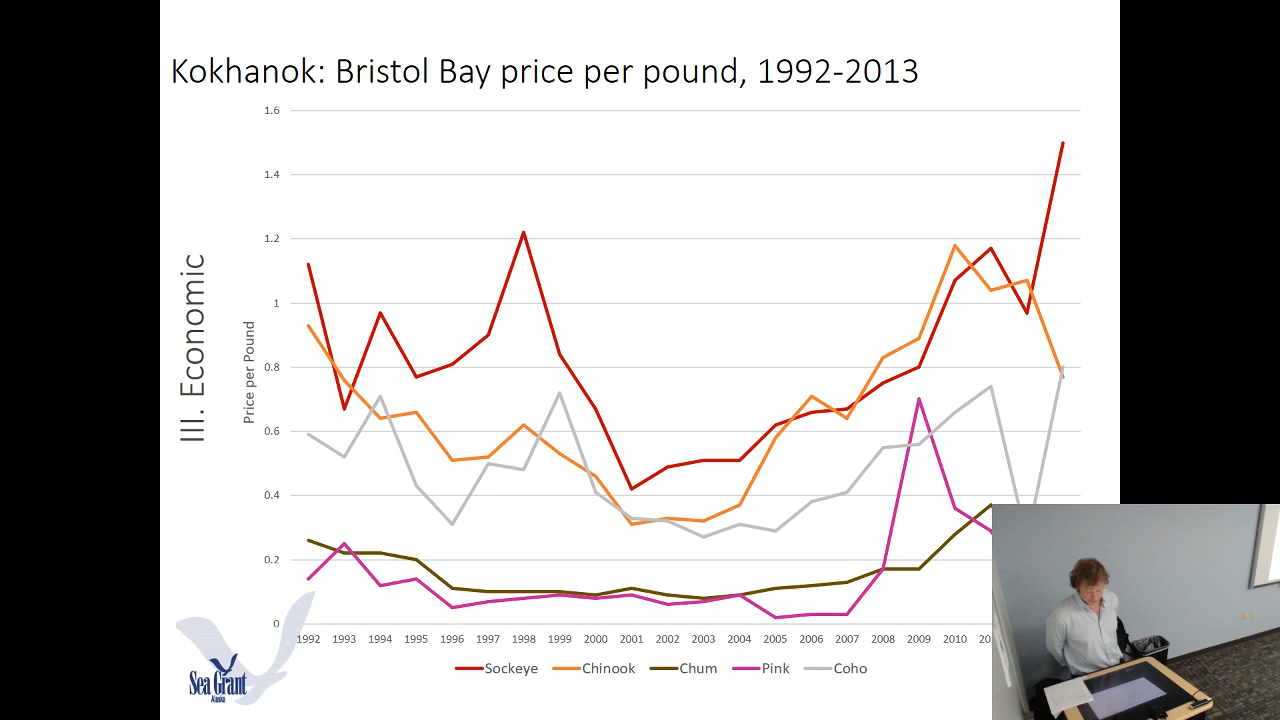 Kokhanok: Bristol Bay price per pound, 1992-2013
III. Economic
Price per Pound
1.6
1.4
1.2
1
0.8
0.6
0.4
0.2
0
1992 1993 1994 1995 1996 1997 1998 1999 2000 2001 2002 2003 2004 2005 2006 2007 2008 2009 2010 20
Sockeye Chinook Chum Pink Coho
Sea Grant
Alaska